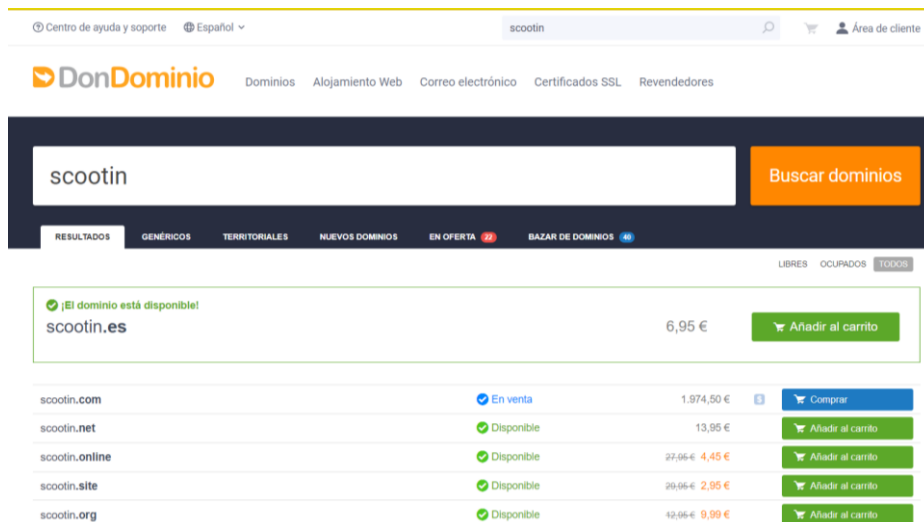 Centro de ayuda y soporte Español scootin Área de cliente
DonDominio Dominios Alojamiento Web Correo electrónico Certificados SSL Revendedores
scootin Buscar dominios
RESULTADOS GENÉRICOS TERRITORIALES NUEVOS DOMINIOS EN OFERTA 22 BAZAR DE DOMINIOS 40
LIBRES OCUPADOS TODOS
¡El dominio está disponible!
scootin.es 6,95 € Añadir al carrito
scootin.com En venta 1.974,50 € Comprar
scootin.net Disponible 13,95 € Añadir al carrito
scootin.online Disponible 27,95 € 4,45 € Añadir al carrito
scootin.site Disponible 29,95 € 2,95 € Añadir al carrito
scootin.org Disponible 12,95 € 9,99 € Añadir al carrito